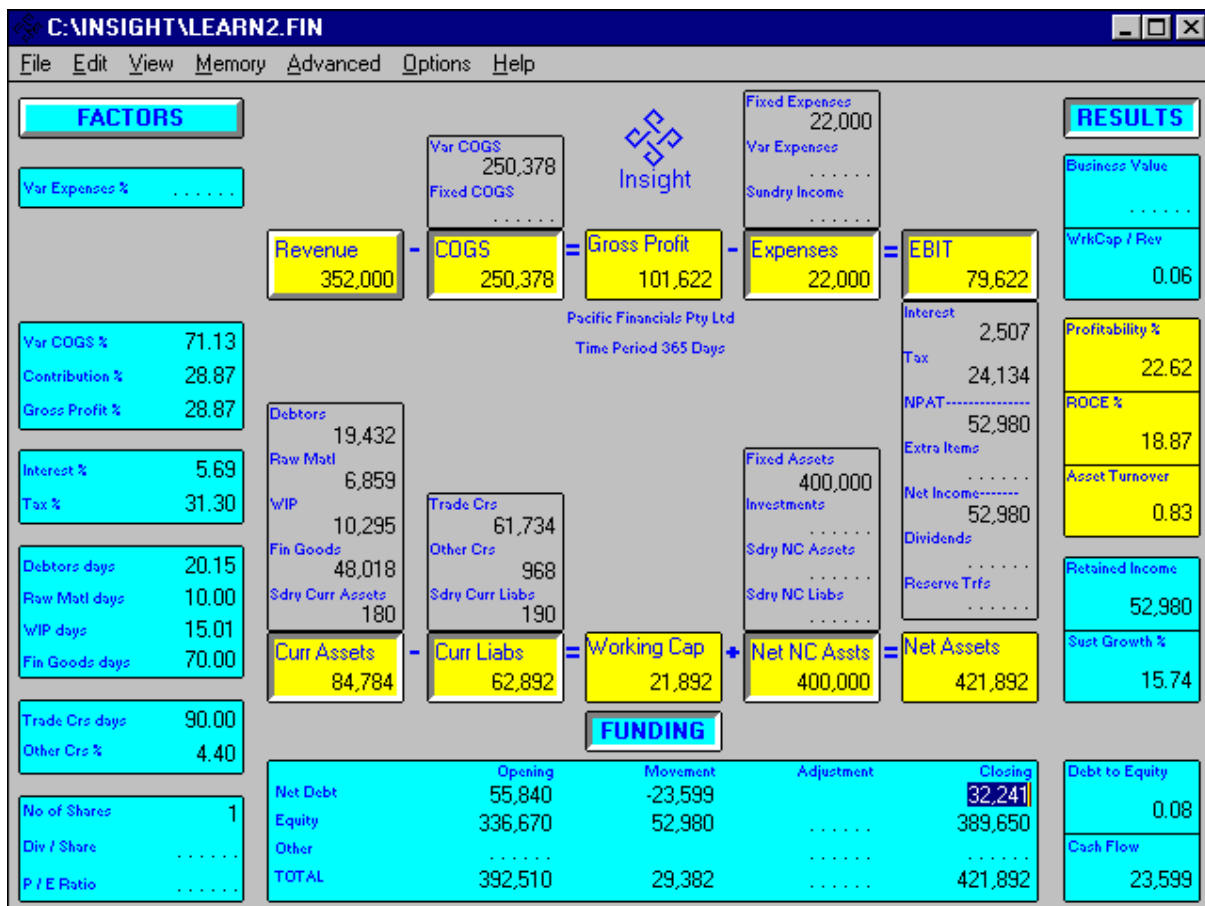 C:\INSIGHT\LEARN2.FIN
File Edit View Memory Advanced Options Help
FACTORS
Var Expenses % . . . . . .
Var COGS % 71.13
Contribution % 28.87
Gross Profit % 28.87
Interest % 5.69
Tax % 31.30
Debtors days 20.15
Raw Matl days 10.00
WIP days 15.01
Fin Goods days 70.00
Trade Crs days 90.00
Other Crs % 4.40
No of Shares 1
Div / Share . . . . . .
P / E Ratio . . . . . .
Var COGS
250,378
Fixed COGS
. . . . . .
Insight
Fixed Expenses
22,000
Var Expenses
. . . . . .
Sundry Income
. . . . . .
Revenue - COGS = Gross Profit - Expenses = EBIT
352,000 250,378 101,622 22,000 79,622
Pacific Financials Pty Ltd
Time Period 365 Days
Interest
2,507
Tax
24,134
NPAT---------------
52,980
Extra Items
. . . . . .
Net Income-------
52,980
Dividends
. . . . . .
Reserve Trfs
. . . . . .
Debtors
19,432
Raw Matl
6,859
WIP
10,295
Fin Goods
48,018
Sdry Curr Assets
180
Trade Crs
61,734
Other Crs
968
Sdry Curr Liabs
190
Fixed Assets
400,000
Investments
. . . . . .
Sdry NC Assets
. . . . . .
Sdry NC Liabs
. . . . . .
Curr Assets - Curr Liabs = Working Cap + Net NC Assts = Net Assets
84,784 62,892 21,892 400,000 421,892
FUNDING
Opening Movement Adjustment Closing
Net Debt 55,840 -23,599 32,241
Equity 336,670 52,980 . . . . . . 389,650
Other . . . . . . . . . . . .
TOTAL 392,510 29,382 . . . . . . 421,892
RESULTS
Business Value
. . . . . .
WrkCap / Rev
0.06
Profitability %
22.62
ROCE %
18.87
Asset Turnover
0.83
Retained Income
52,980
Sust Growth %
15.74
Debt to Equity
0.08
Cash Flow
23,599